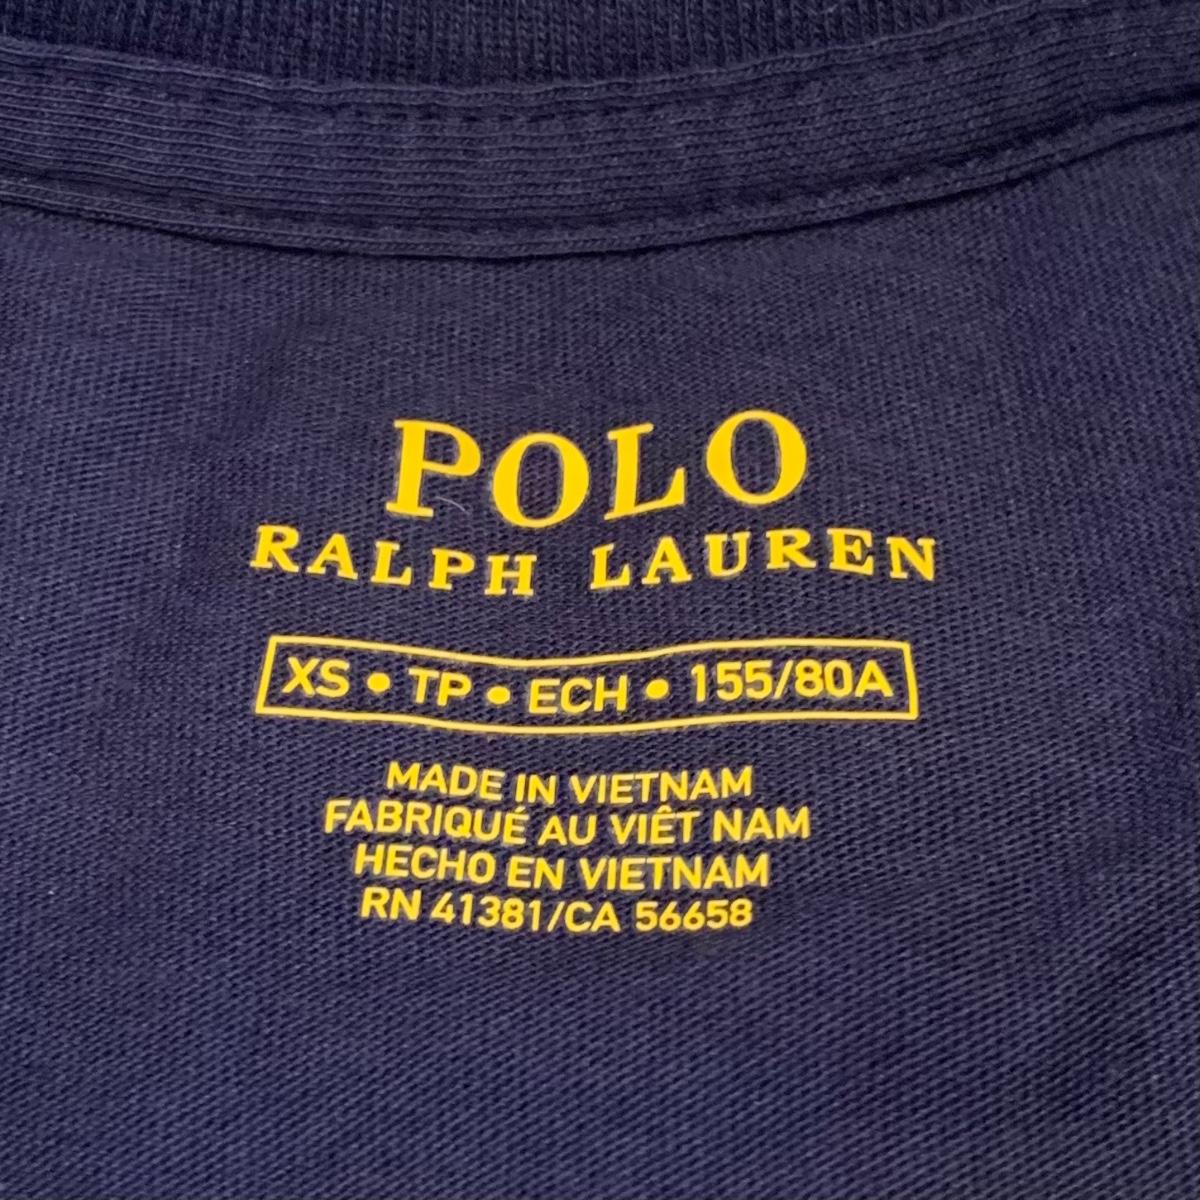 POLO
RALPH LAUREN
XS • TP • ECH • 155/80A
MADE IN VIETNAM
FABRIQUÉ AU VIÊT NAM
HECHO EN VIETNAM
RN 41381/CA 56658